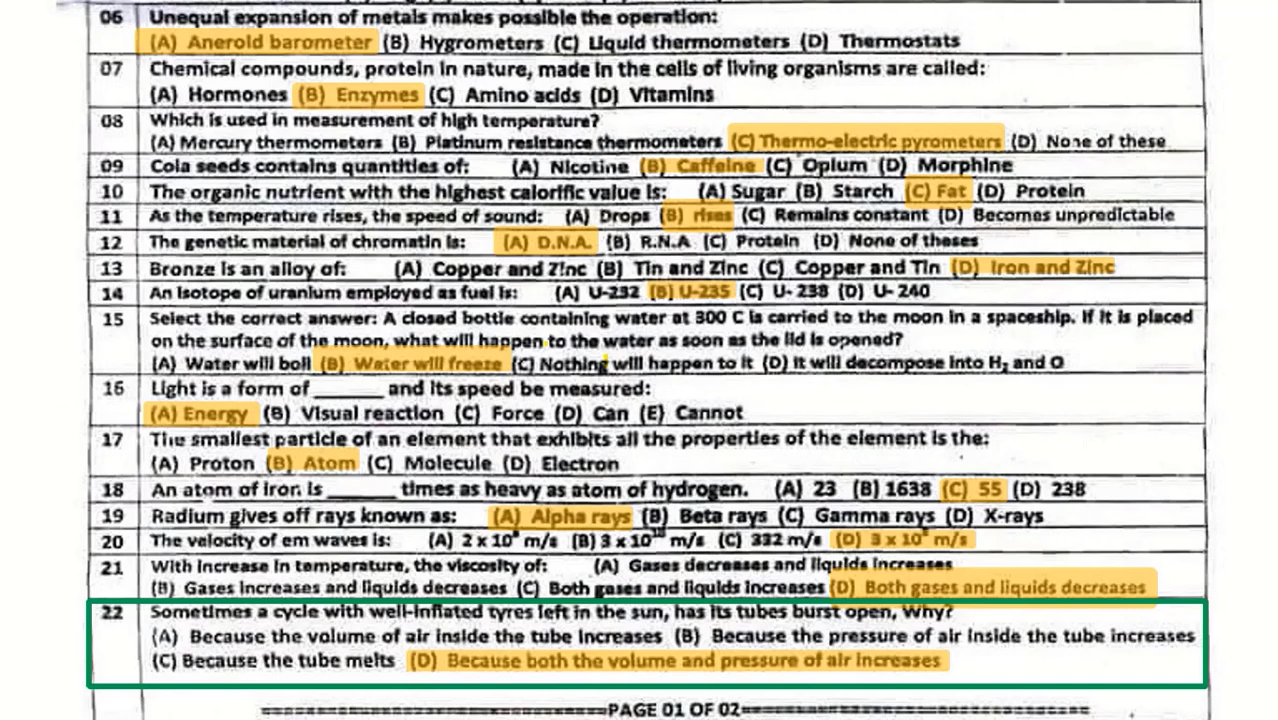 06 Unequal expansion of metals makes possible the operation:
(A) Aneroid barometer (B) Hygrometers (C) Liquid thermometers (D) Thermostats
07 Chemical compounds, protein in nature, made in the cells of living organisms are called:
(A) Hormones (B) Enzymes (C) Amino acids (D) Vitamins
08 Which is used in measurement of high temperature?
(A) Mercury thermometers (B) Platinum resistance thermometers (C) Thermo-electric pyrometers (D) None of these
09 Cola seeds contains quantities of: (A) Nicotine (B) Caffeine (C) Opium (D) Morphine
10 The organic nutrient with the highest calorific value is: (A) Sugar (B) Starch (C) Fat (D) Protein
11 As the temperature rises, the speed of sound: (A) Drops (B) rises (C) Remains constant (D) Becomes unpredictable
12 The genetic material of chromatin is: (A) D.N.A. (B) R.N.A (C) Protein (D) None of theses
13 Bronze is an alloy of: (A) Copper and Zinc (B) Tin and Zinc (C) Copper and Tin (D) Iron and Zinc
14 An isotope of uranium employed as fuel is: (A) U-232 (B) U-235 (C) U- 238 (D) U- 240
15 Select the correct answer: A closed bottle containing water at 300 C is carried to the moon in a spaceship. If it is placed
on the surface of the moon, what will happen to the water as soon as the lid is opened?
(A) Water will boil (B) Water will freeze (C) Nothing will happen to it (D) it will decompose into H₂ and O
16 Light is a form of ______ and its speed be measured:
(A) Energy (B) Visual reaction (C) Force (D) Can (E) Cannot
17 The smallest particle of an element that exhibits all the properties of the element is the:
(A) Proton (B) Atom (C) Molecule (D) Electron
18 An atom of iron is ______ times as heavy as atom of hydrogen. (A) 23 (B) 1638 (C) 55 (D) 238
19 Radium gives off rays known as: (A) Alpha rays (B) Beta rays (C) Gamma rays (D) X-rays
20 The velocity of em waves is: (A) 2 x 10⁸ m/s (B) 3 x 10¹⁰ m/s (C) 332 m/s (D) 3 x 10⁸ m/s
21 With increase in temperature, the viscosity of: (A) Gases decreases and liquids increases
(B) Gases increases and liquids decreases (C) Both gases and liquids increases (D) Both gases and liquids decreases
22 Sometimes a cycle with well-inflated tyres left in the sun, has its tubes burst open, Why?
(A) Because the volume of air inside the tube increases (B) Because the pressure of air inside the tube increases
(C) Because the tube melts (D) Because both the volume and pressure of air increases
PAGE 01 OF 02